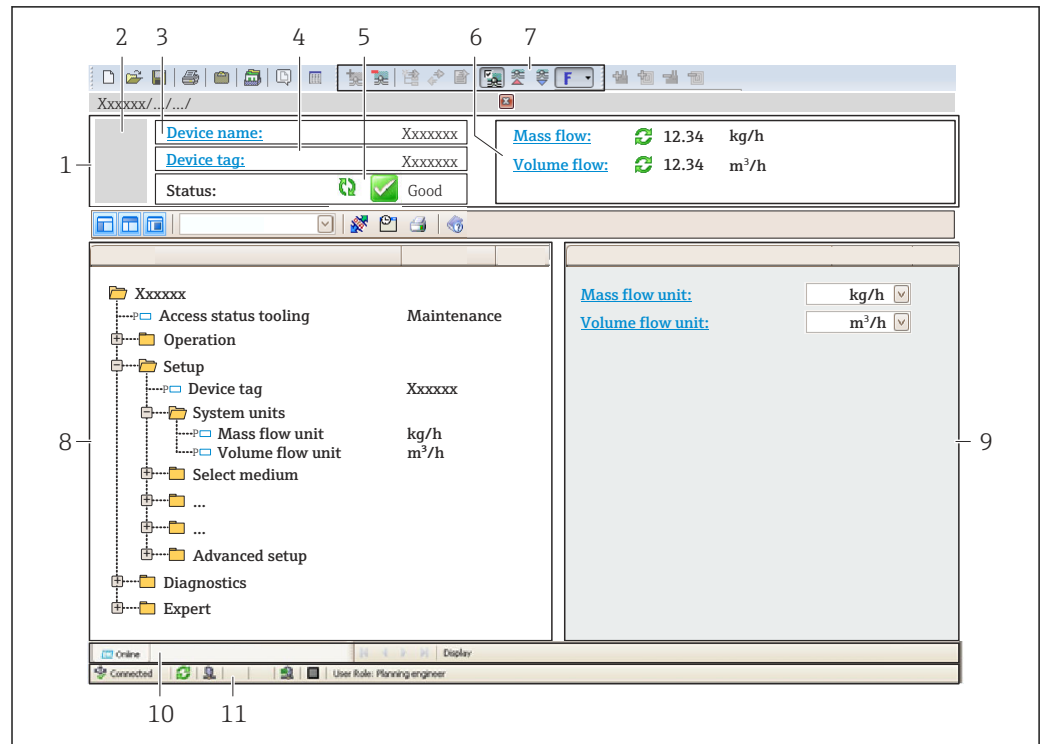 2 3 4 5 6 7
F
Xxxxxx/.../.../
1
Device name: Xxxxxxx
Device tag: Xxxxxxx
Status: Good
Mass flow: 12.34 kg/h
Volume flow: 12.34 m³/h
Xxxxxx
P Access status tooling Maintenance
Operation
Setup
P Device tag Xxxxxx
System units
P Mass flow unit kg/h
P Volume flow unit m³/h
Select medium
...
...
Advanced setup
Diagnostics
Expert
8
Mass flow unit: kg/h
Volume flow unit: m³/h
9
Online Display
Connected User Role: Planning engineer
10 11